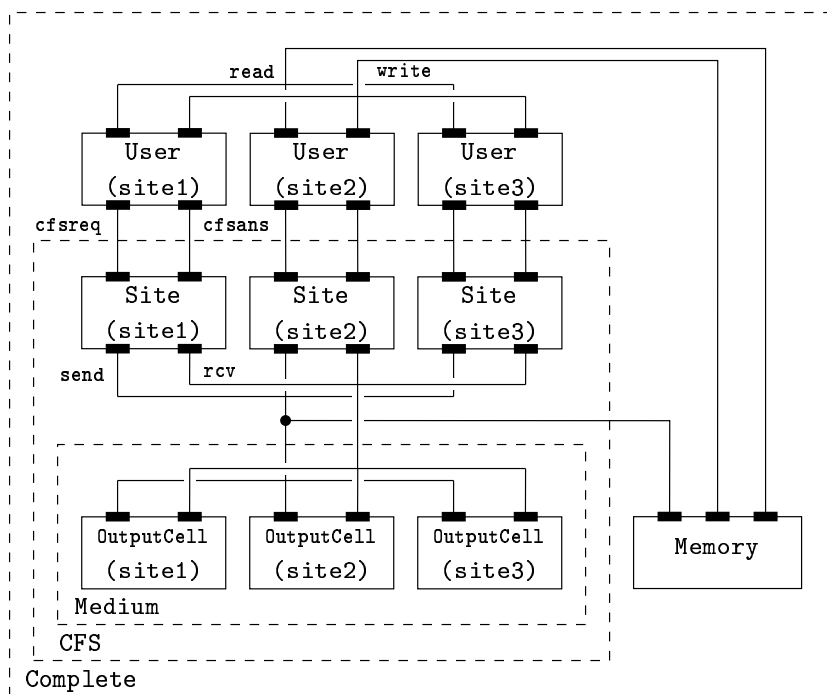 read
write
User
(site1)
User
(site2)
User
(site3)
cfsreq
cfsans
Site
(site1)
Site
(site2)
Site
(site3)
send
rcv
OutputCell
(site1)
OutputCell
(site2)
OutputCell
(site3)
Memory
Medium
CFS
Complete